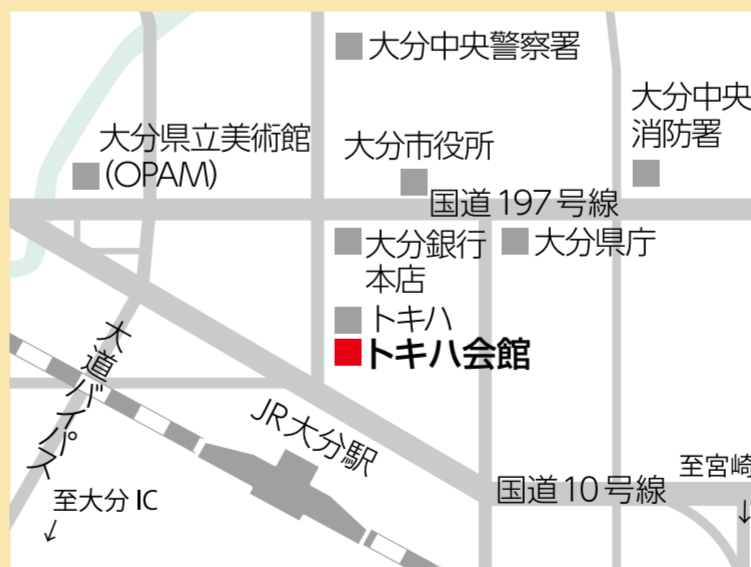 大分中央警察署
大分中央
消防署
大分県立美術館
(OPAM)
大分市役所
国道197号線
大分銀行
本店
大分県庁
トキハ
トキハ会館
大道バイパス
JR大分駅
至宮崎
国道10号線
至大分 IC